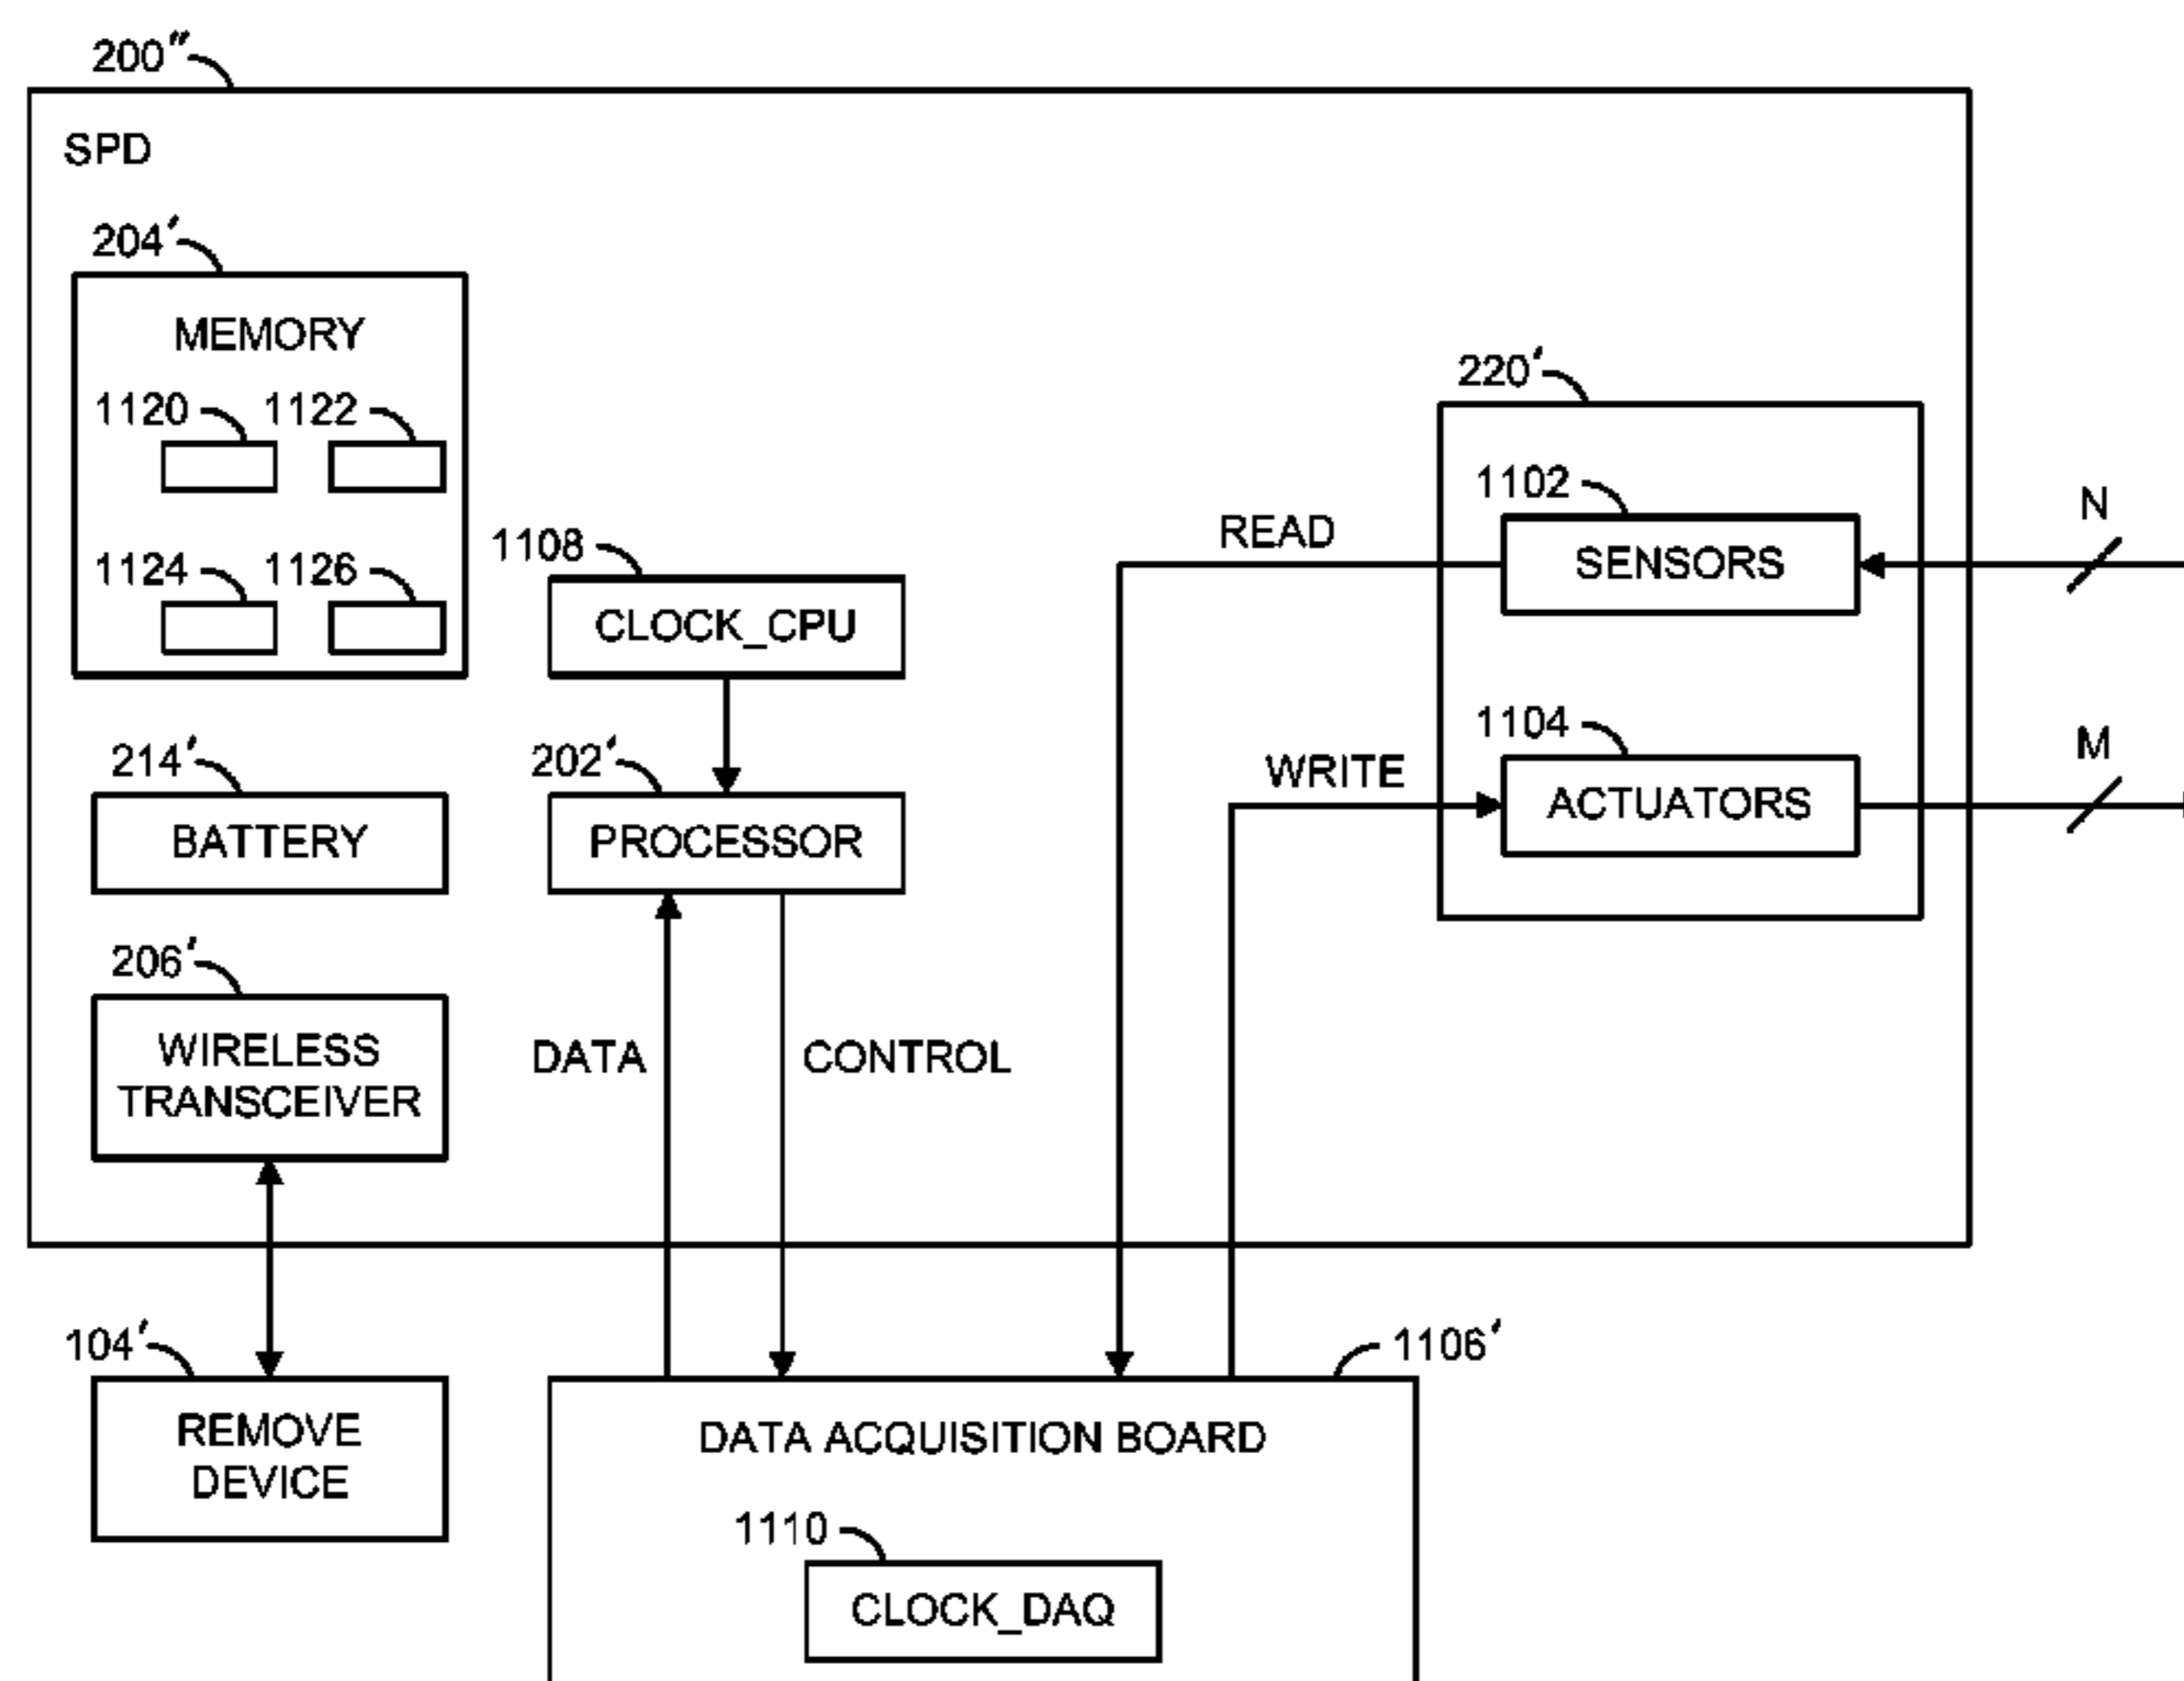 200″
SPD
204′
MEMORY
1120 1122
1124 1126
220′
1102
N
READ
SENSORS
1108
CLOCK_CPU
1104
M
WRITE
ACTUATORS
214′
202′
BATTERY
PROCESSOR
206′
WIRELESS
TRANSCEIVER
DATA
CONTROL
104′
1106′
REMOVE
DEVICE
DATA ACQUISITION BOARD
1110
CLOCK_DAQ